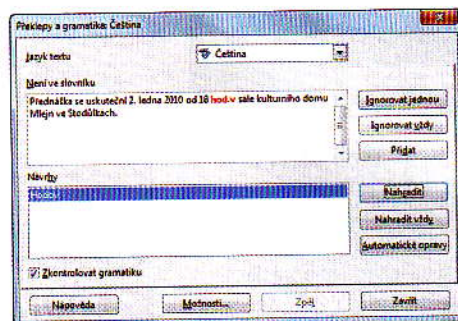 Překlepy a gramatika: Čeština
Jazyk textu
Čeština
Není ve slovníku
Přednáška se uskuteční 2. ledna 2010 od 18 hod.v sale kulturního domu
Mlejn ve Stodůlkách.
Ignorovat jednou
Ignorovat vždy
Přidat
Návrhy
Nahradit
Nahradit vždy
Automatické opravy
Zkontrolovat gramatiku
Nápověda
Možnosti...
Zpět
Zavřít